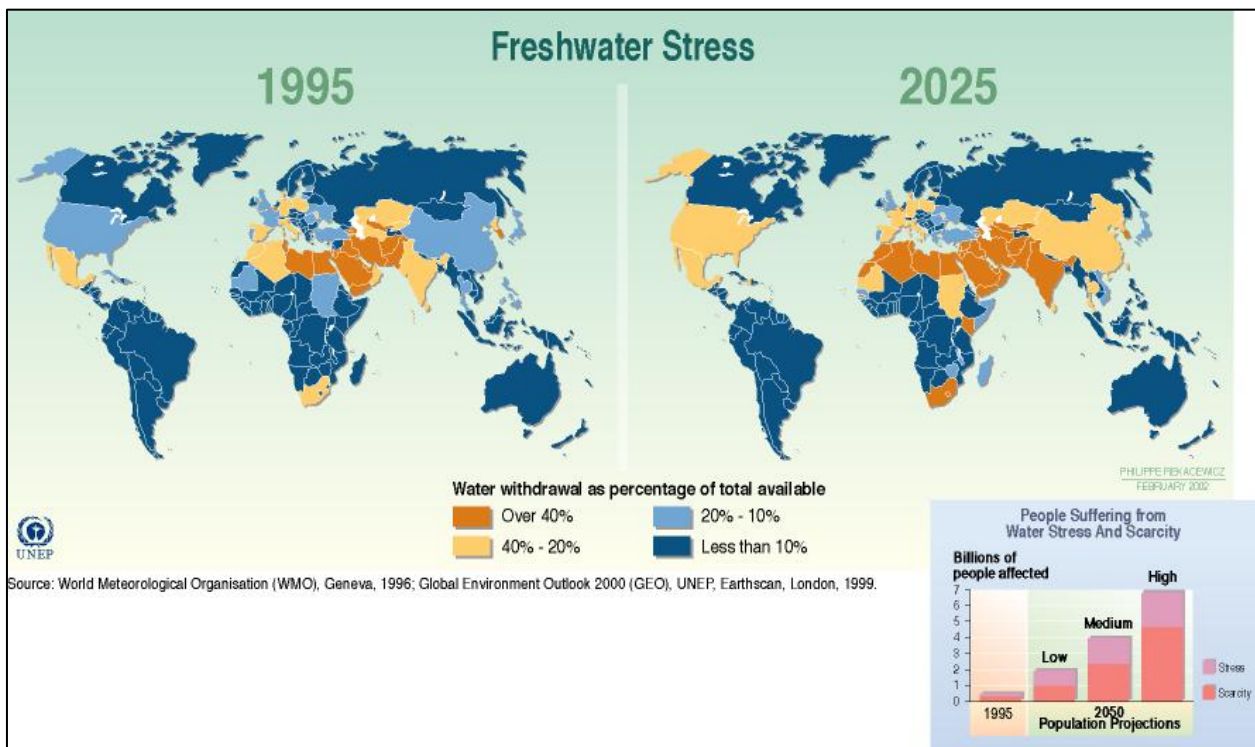 Freshwater Stress
1995
2025
Water withdrawal as percentage of total available
Over 40%
40% - 20%
20% - 10%
Less than 10%
PHILIPPE REKACEWICZ
FEBRUARY 2002
UNEP
Source: World Meteorological Organisation (WMO), Geneva, 1996; Global Environment Outlook 2000 (GEO), UNEP, Earthscan, London, 1999.
People Suffering from
Water Stress And Scarcity
Billions of
people affected
High
Medium
Low
7
6
5
4
3
2
1
0
Stress
Scarcity
1995
2050
Population Projections